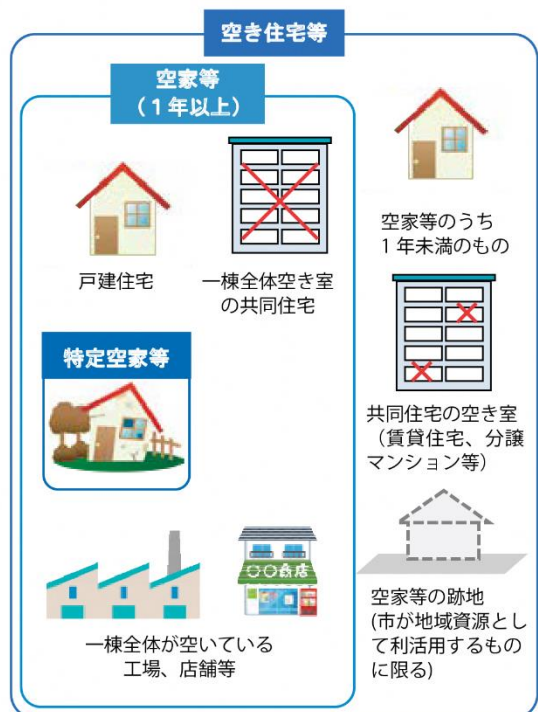 空き住宅等
空家等
（１年以上）
戸建住宅
一棟全体空き室
の共同住宅
特定空家等
〇〇商店
一棟全体が空いている
工場、店舗等
空家等のうち
１年未満のもの
共同住宅の空き室
（賃貸住宅、分譲
マンション等）
空家等の跡地
(市が地域資源とし
て利活用するもの
に限る)